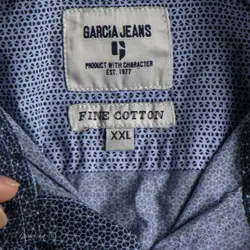 GARCIA JEANS
PRODUCT WITH CHARACTER
EST. 1977
FINE COTTON
XXL